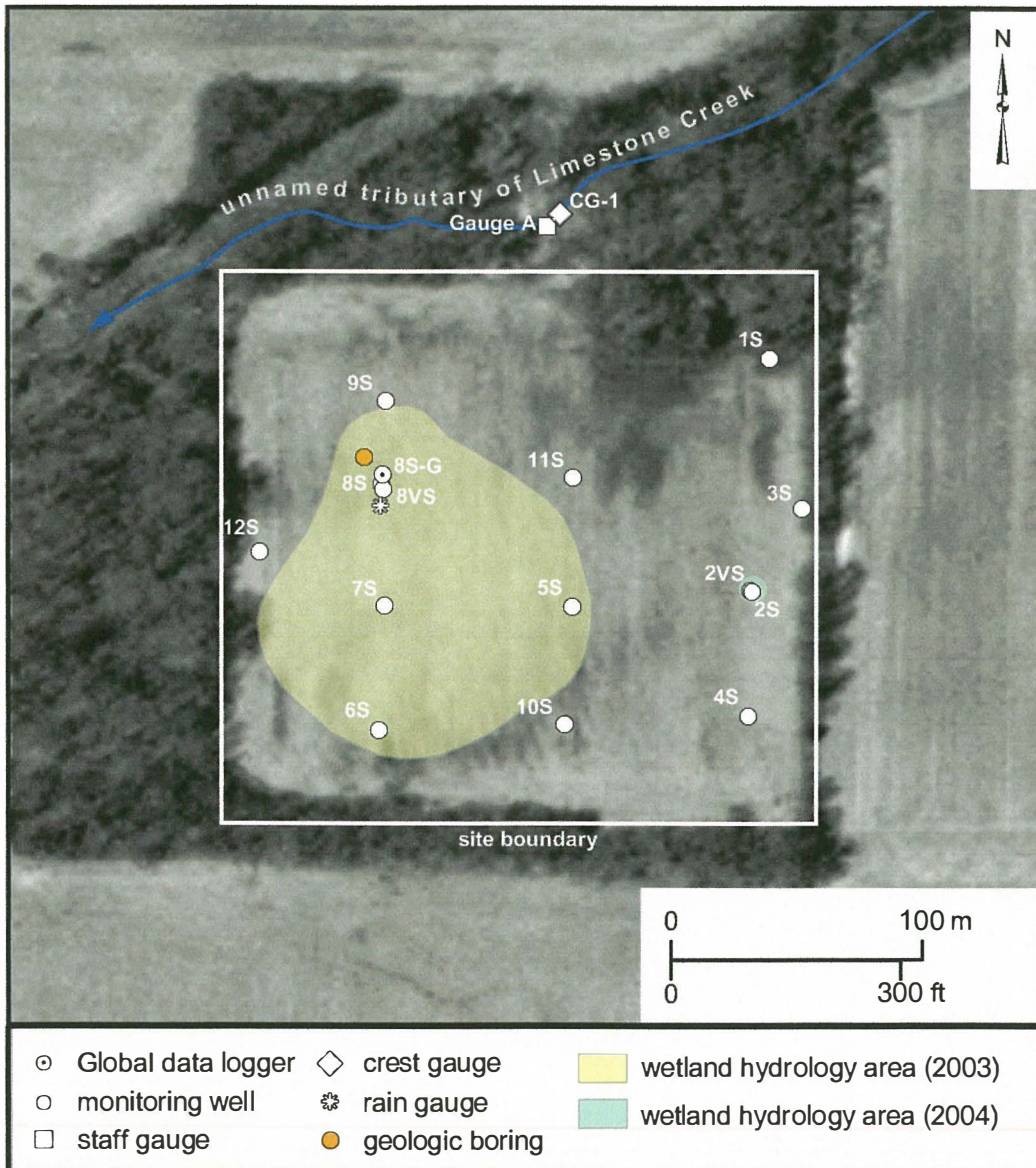 N
unnamed tributary of Limestone Creek
CG-1
Gauge A
1S
9S
8S-G
11S
8S
8VS
3S
12S
2VS
7S
5S
2S
6S
10S
4S
site boundary
0 100 m
0 300 ft
Global data logger
crest gauge
wetland hydrology area (2003)
monitoring well
rain gauge
wetland hydrology area (2004)
staff gauge
geologic boring